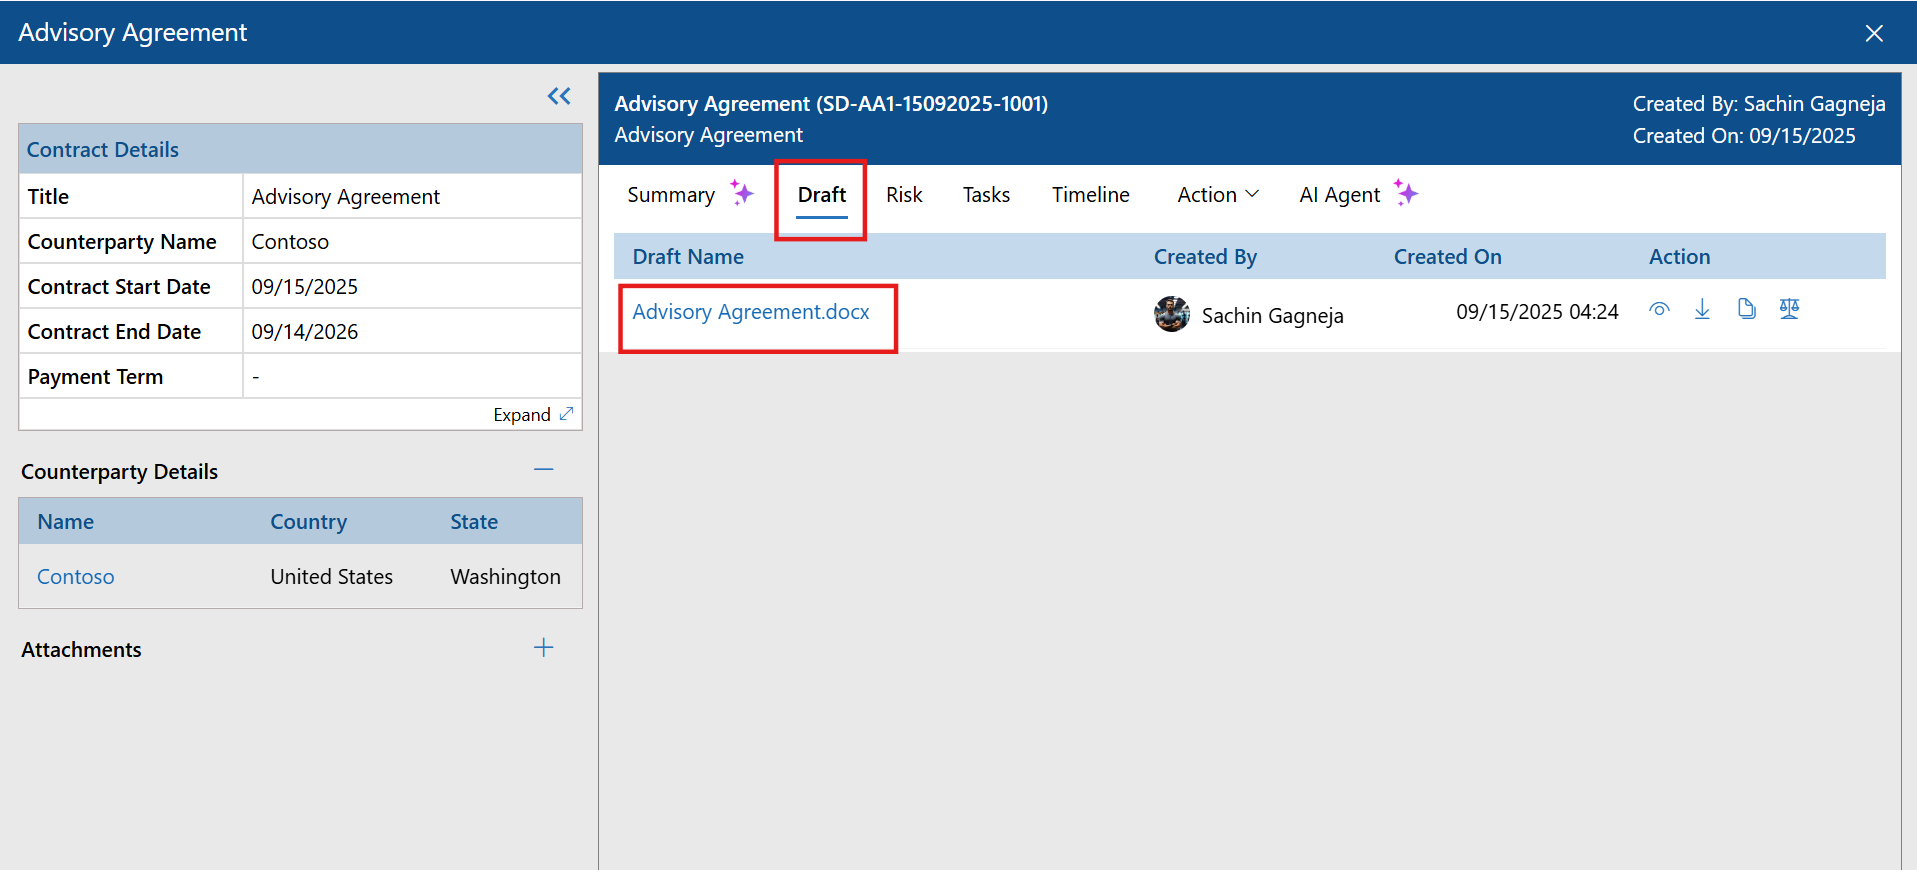 Advisory Agreement
Contract Details
Title Advisory Agreement
Counterparty Name Contoso
Contract Start Date 09/15/2025
Contract End Date 09/14/2026
Payment Term -
Expand
Counterparty Details
Name Country State
Contoso United States Washington
Attachments
Advisory Agreement (SD-AA1-15092025-1001)
Advisory Agreement
Created By: Sachin Gagneja
Created On: 09/15/2025
Summary Draft Risk Tasks Timeline Action AI Agent
Draft Name Created By Created On Action
Advisory Agreement.docx Sachin Gagneja 09/15/2025 04:24